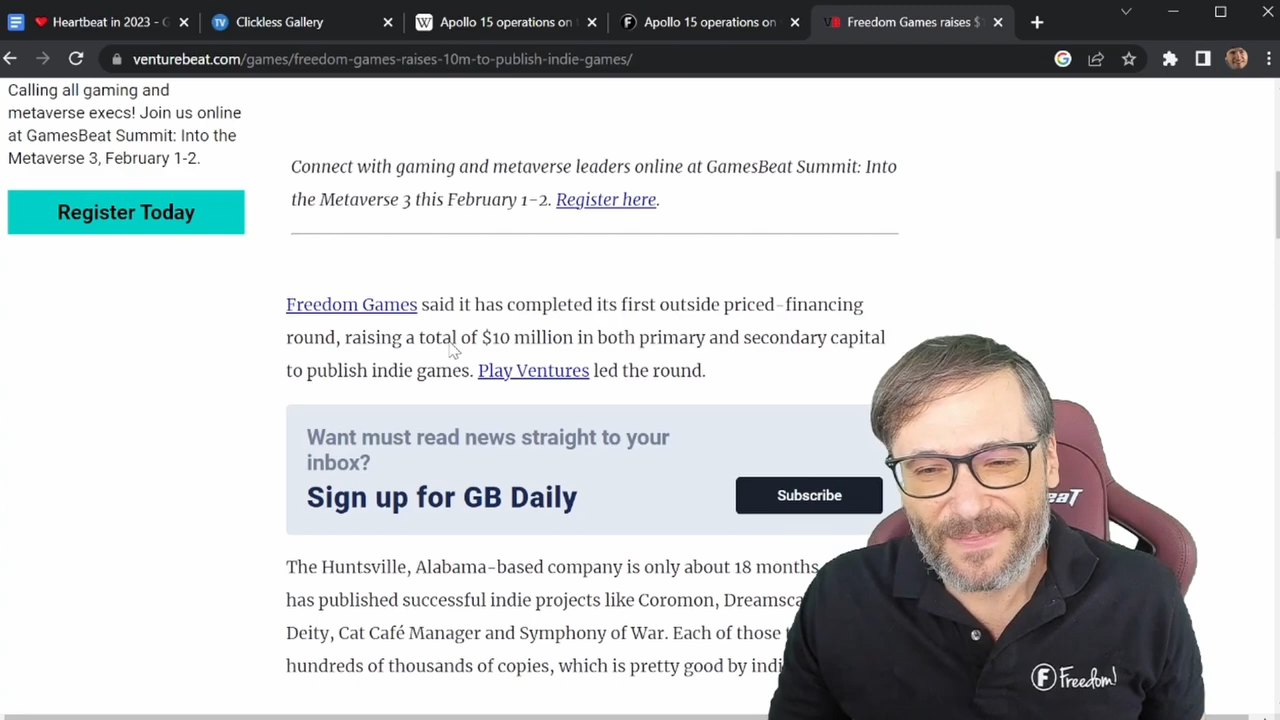 Heartbeat in 2023 - G
Clickless Gallery
Apollo 15 operations on t
Apollo 15 operations on
Freedom Games raises $1
venturebeat.com/games/freedom-games-raises-10m-to-publish-indie-games/
Calling all gaming and
metaverse execs! Join us online
at GamesBeat Summit: Into the
Metaverse 3, February 1-2.
Register Today
Connect with gaming and metaverse leaders online at GamesBeat Summit: Into
the Metaverse 3 this February 1-2. Register here.
Freedom Games said it has completed its first outside priced-financing
round, raising a total of $10 million in both primary and secondary capital
to publish indie games. Play Ventures led the round.
Want must read news straight to your
inbox?
Sign up for GB Daily
Subscribe
The Huntsville, Alabama-based company is only about 18 months
has published successful indie projects like Coromon, Dreamsca
Deity, Cat Café Manager and Symphony of War. Each of those
hundreds of thousands of copies, which is pretty good by indi
F Freedom!